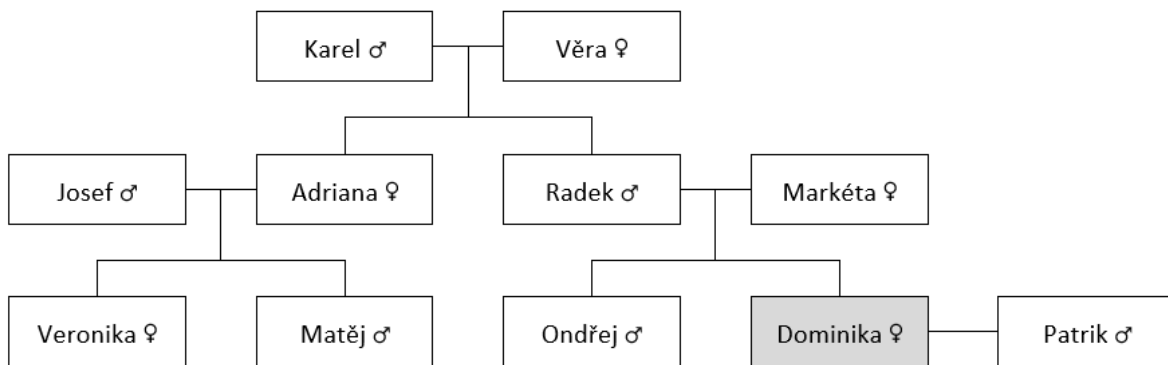 Karel ♂ Věra ♀
Josef ♂ Adriana ♀ Radek ♂ Markéta ♀
Veronika ♀ Matěj ♂ Ondřej ♂ Dominika ♀ Patrik ♂